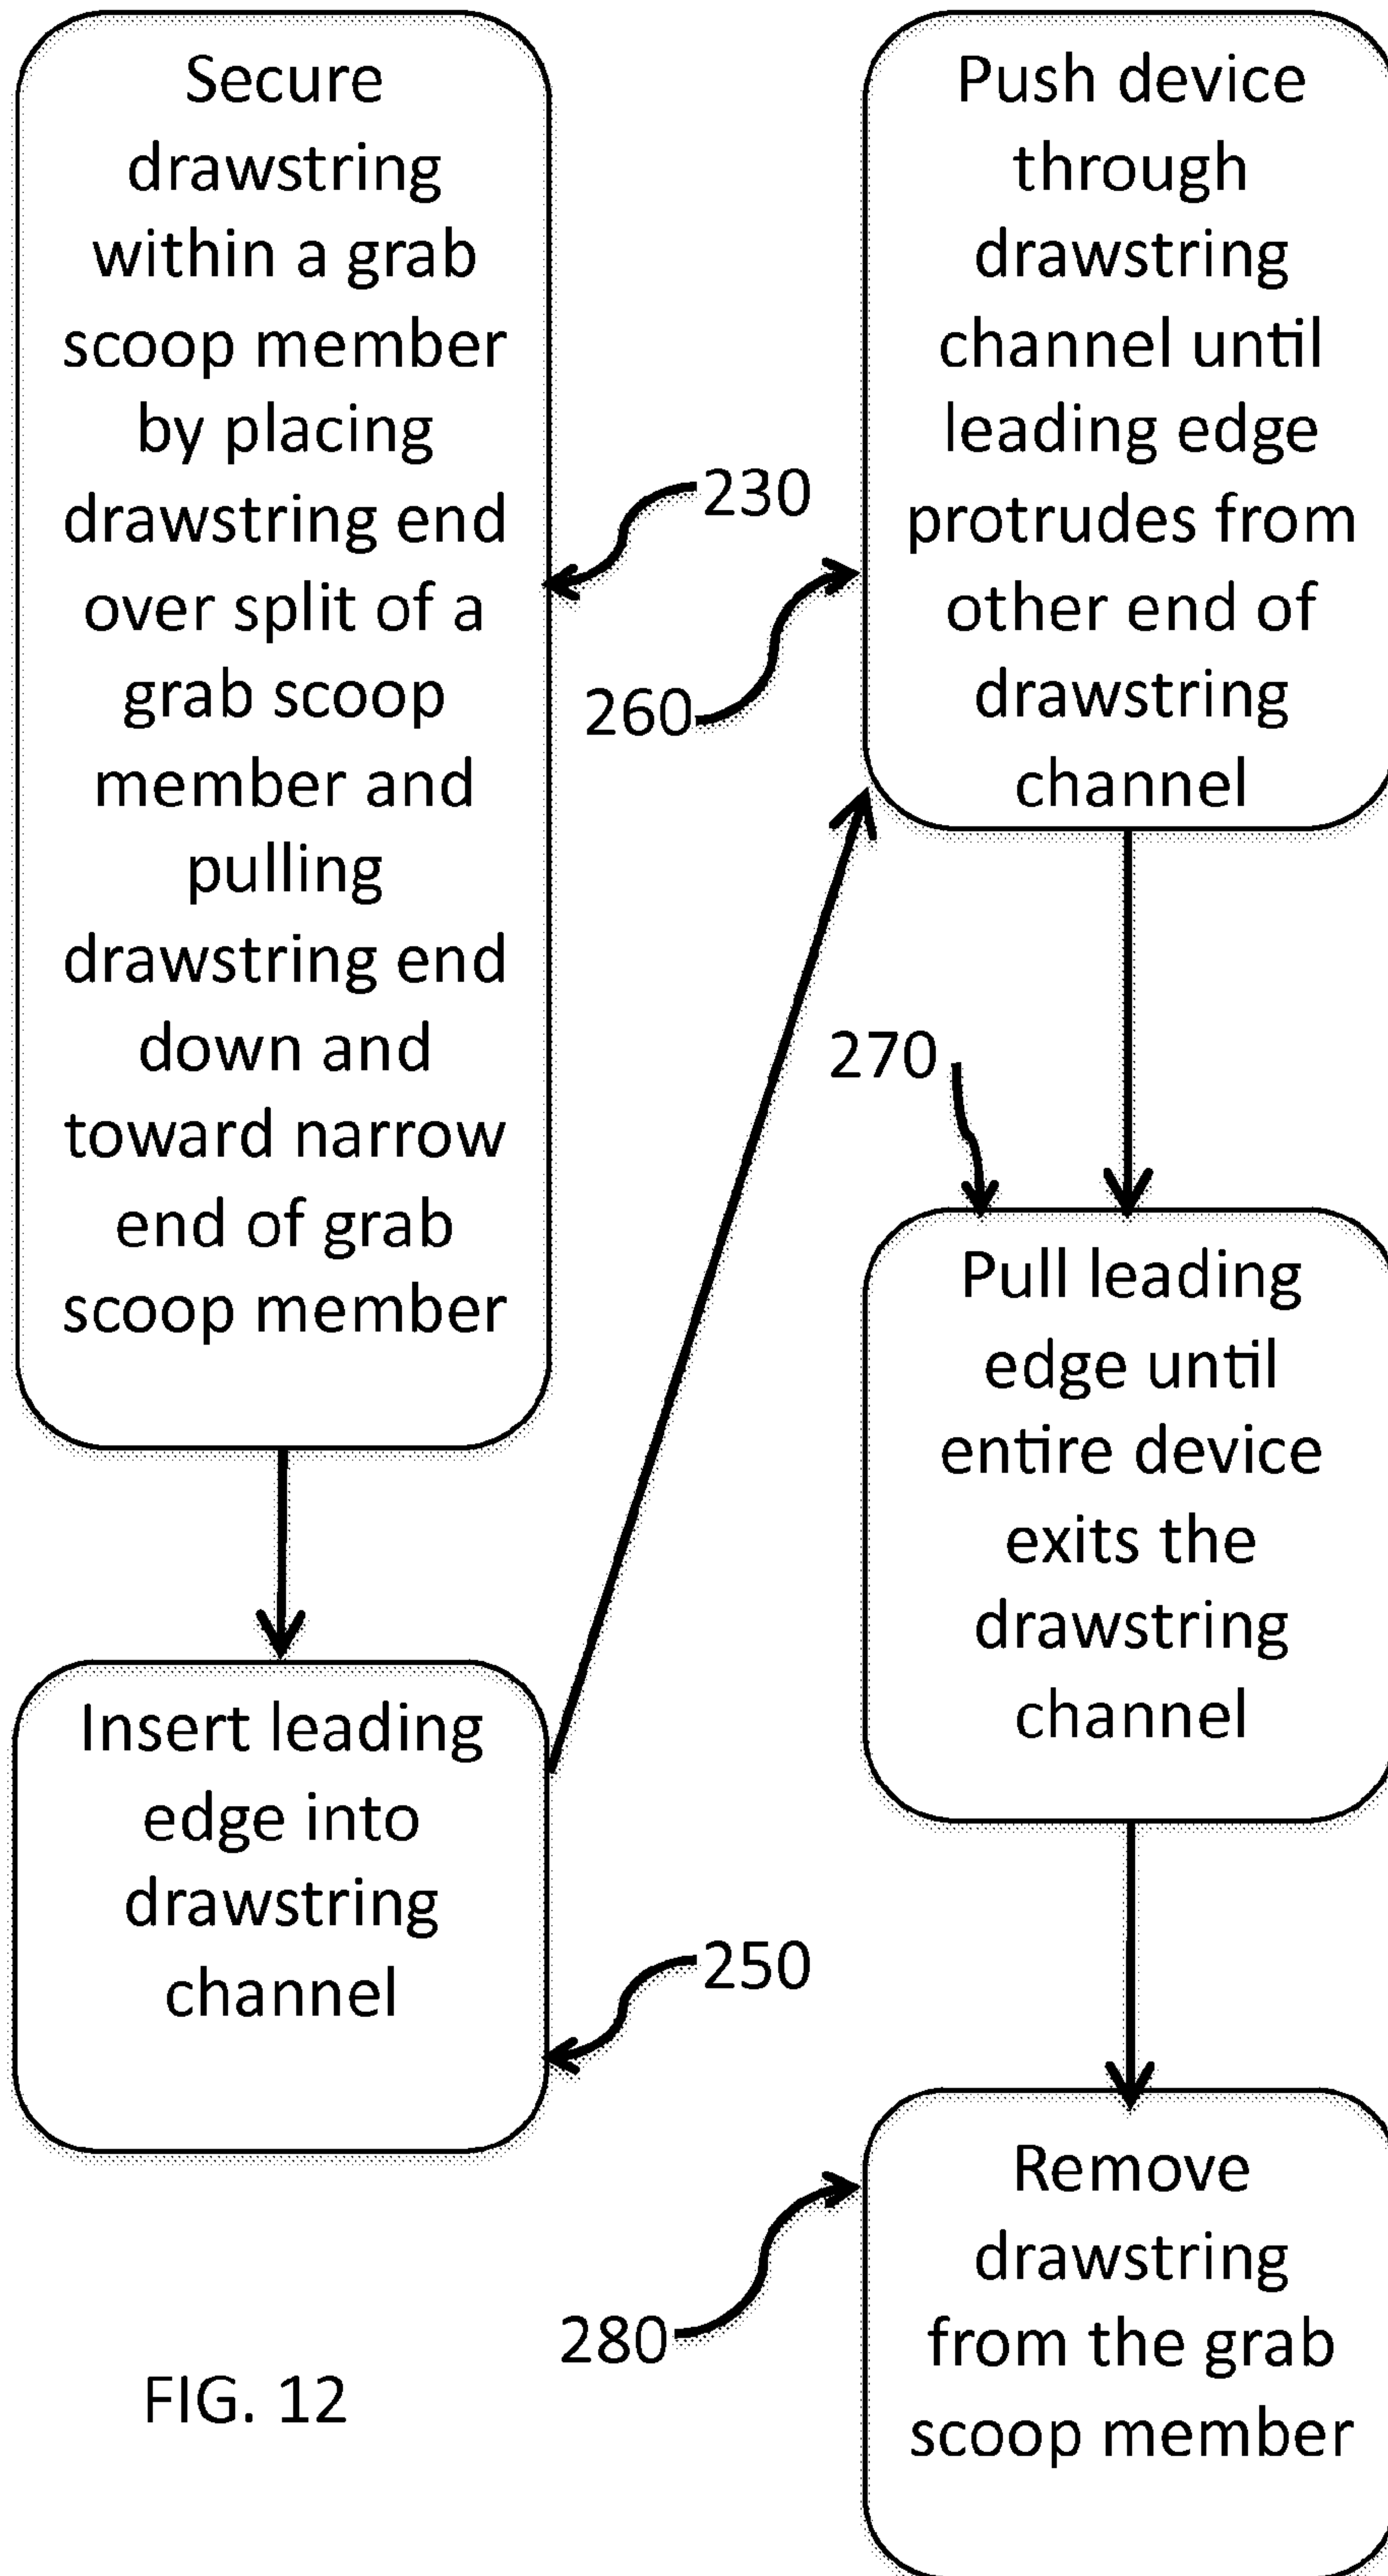 Secure
drawstring
within a grab
scoop member
by placing
drawstring end
over split of a
grab scoop
member and
pulling
drawstring end
down and
toward narrow
end of grab
scoop member
230
Insert leading
edge into
drawstring
channel
250
Push device
through
drawstring
channel until
leading edge
protrudes from
other end of
drawstring
channel
260
270
Pull leading
edge until
entire device
exits the
drawstring
channel
280
Remove
drawstring
from the grab
scoop member
FIG. 12